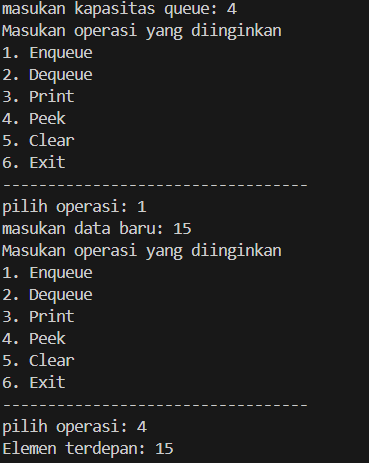 masukan kapasitas queue: 4
Masukan operasi yang diinginkan
1. Enqueue
2. Dequeue
3. Print
4. Peek
5. Clear
6. Exit
----------------------------------
pilih operasi: 1
masukan data baru: 15
Masukan operasi yang diinginkan
1. Enqueue
2. Dequeue
3. Print
4. Peek
5. Clear
6. Exit
----------------------------------
pilih operasi: 4
Elemen terdepan: 15